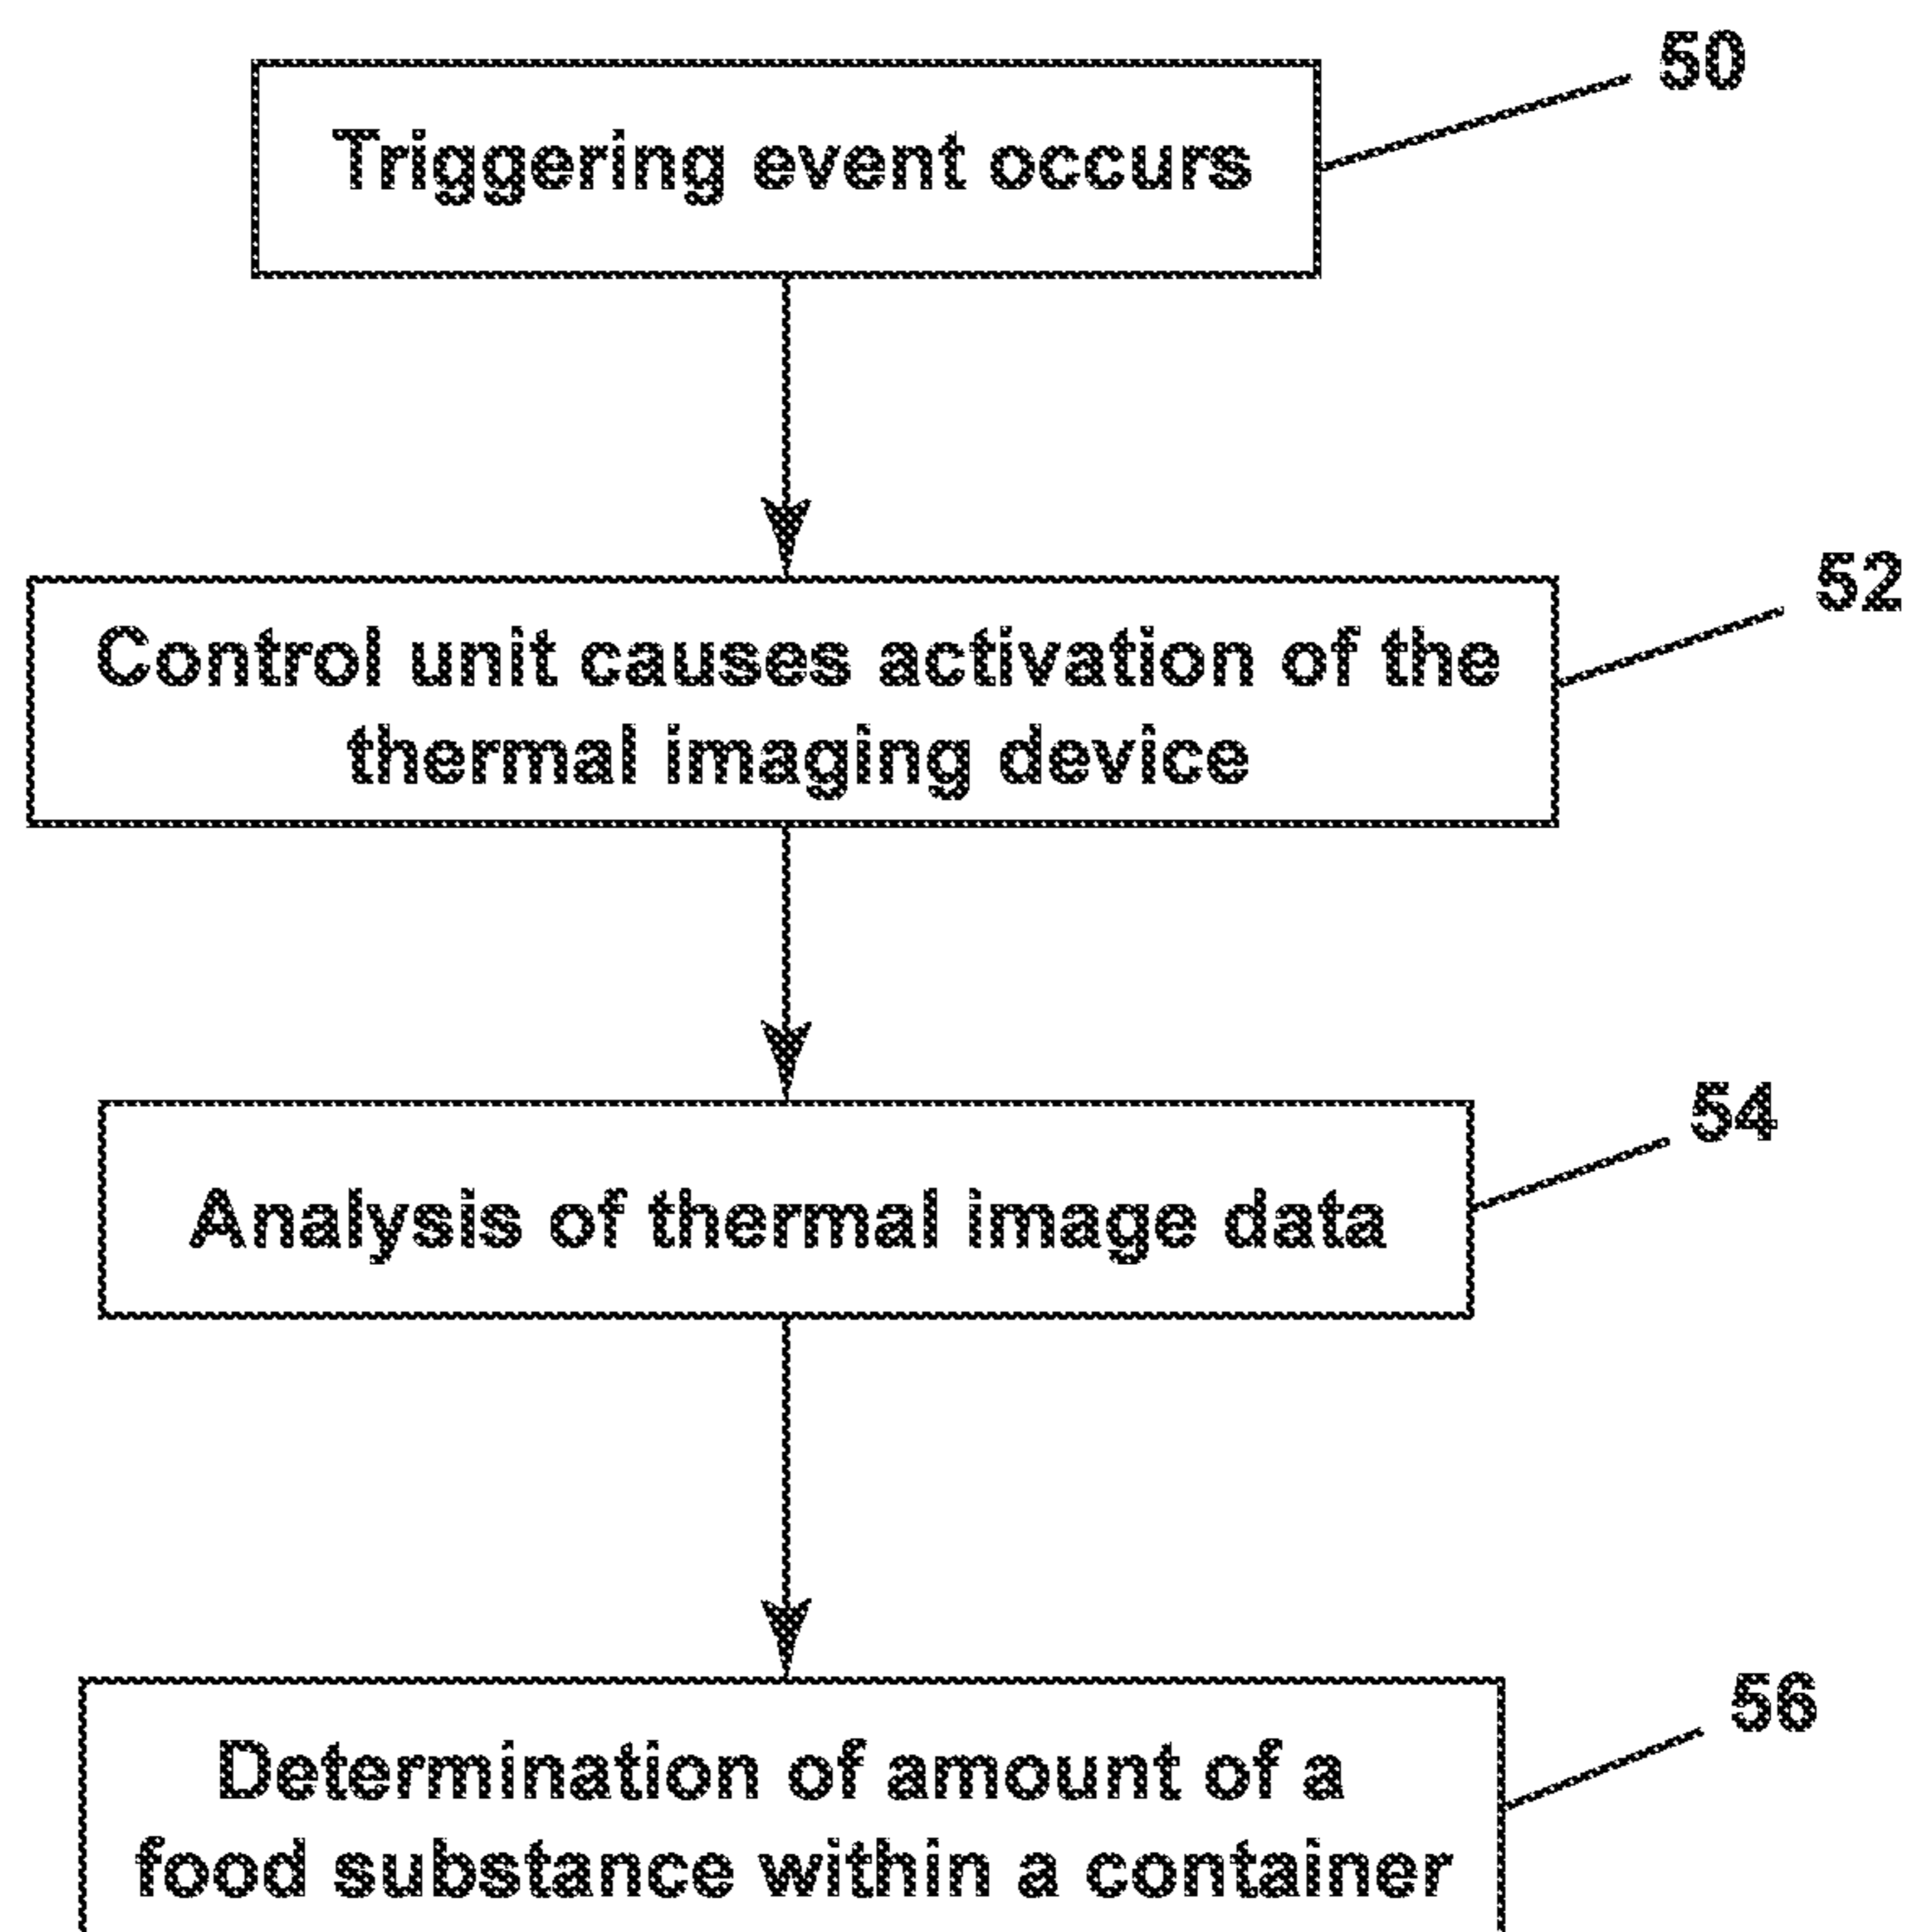 50
Triggering event occurs
52
Control unit causes activation of the
thermal imaging device
54
Analysis of thermal image data
56
Determination of amount of a
food substance within a container